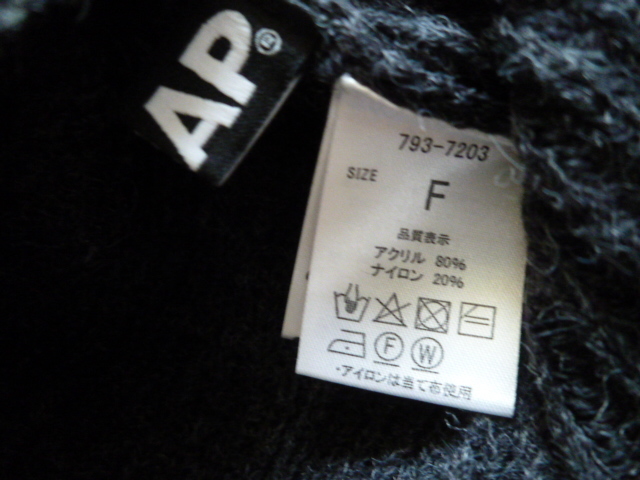 AP®
793-7203
SIZE
F
品質表示
アクリル 80%
ナイロン 20%
F W
・アイロンは当て布使用